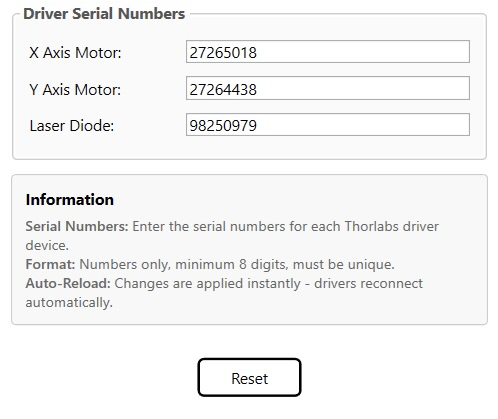 Driver Serial Numbers
X Axis Motor: 27265018
Y Axis Motor: 27264438
Laser Diode: 98250979
Information
Serial Numbers: Enter the serial numbers for each Thorlabs driver
device.
Format: Numbers only, minimum 8 digits, must be unique.
Auto-Reload: Changes are applied instantly - drivers reconnect
automatically.
Reset